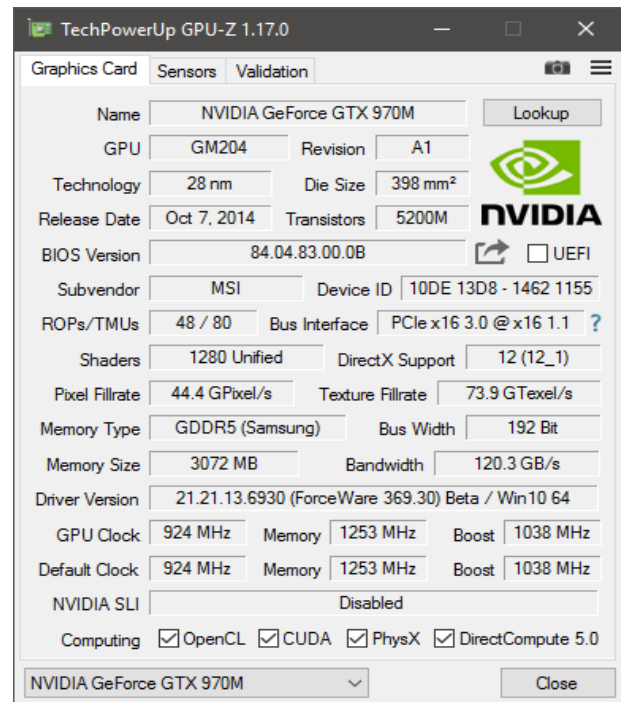 TechPowerUp GPU-Z 1.17.0
Graphics Card Sensors Validation
Name NVIDIA GeForce GTX 970M Lookup
GPU GM204 Revision A1
Technology 28 nm Die Size 398 mm²
NVIDIA
Release Date Oct 7, 2014 Transistors 5200M
BIOS Version 84.04.83.00.0B UEFI
Subvendor MSI Device ID 10DE 13D8 - 1462 1155
ROPs/TMUs 48 / 80 Bus Interface PCIe x16 3.0 @ x16 1.1 ?
Shaders 1280 Unified DirectX Support 12 (12_1)
Pixel Fillrate 44.4 GPixel/s Texture Fillrate 73.9 GTexel/s
Memory Type GDDR5 (Samsung) Bus Width 192 Bit
Memory Size 3072 MB Bandwidth 120.3 GB/s
Driver Version 21.21.13.6930 (ForceWare 369.30) Beta / Win10 64
GPU Clock 924 MHz Memory 1253 MHz Boost 1038 MHz
Default Clock 924 MHz Memory 1253 MHz Boost 1038 MHz
NVIDIA SLI Disabled
Computing OpenCL CUDA PhysX DirectCompute 5.0
NVIDIA GeForce GTX 970M Close